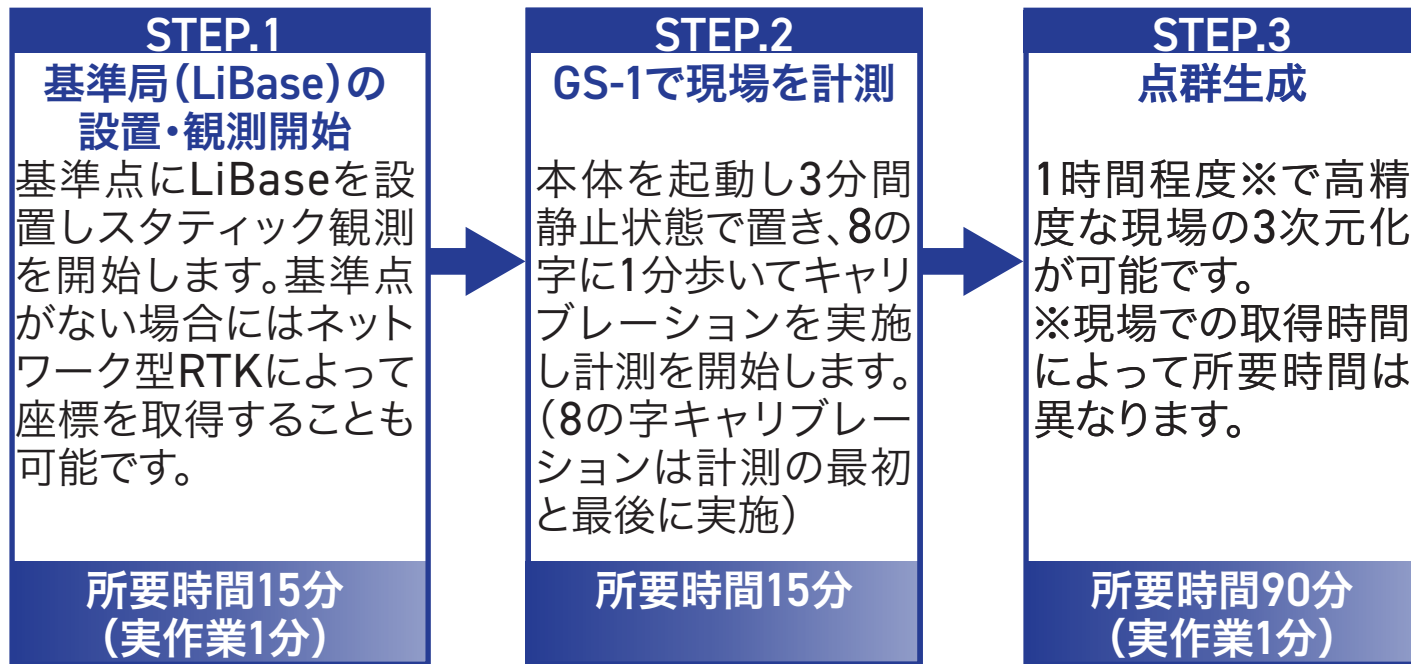 STEP.1
基準局(LiBase)の
設置・観測開始
基準点にLiBaseを設
置しスタティック観測
を開始します。基準点
がない場合にはネット
ワーク型RTKによって
座標を取得することも
可能です。
所要時間15分
(実作業1分)
STEP.2
GS-1で現場を計測
本体を起動し3分間
静止状態で置き、8の
字に1分歩いてキャリ
ブレーションを実施
し計測を開始します。
(8の字キャリブレー
ションは計測の最初
と最後に実施)
所要時間15分
STEP.3
点群生成
1時間程度※で高精
度な現場の3次元化
が可能です。
※現場での取得時間
によって所要時間は
異なります。
所要時間90分
(実作業1分)